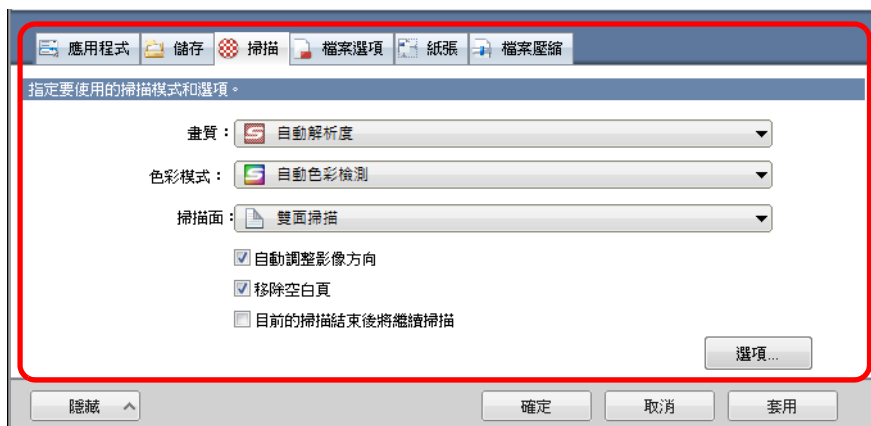 應用程式 儲存 掃描 檔案選項 紙張 檔案壓縮
指定要使用的掃描模式和選項。
畫質： 自動解析度
色彩模式： 自動色彩檢測
掃描面： 雙面掃描
自動調整影像方向
移除空白頁
目前的掃描結束後將繼續掃描
選項...
隱藏 確定 取消 套用